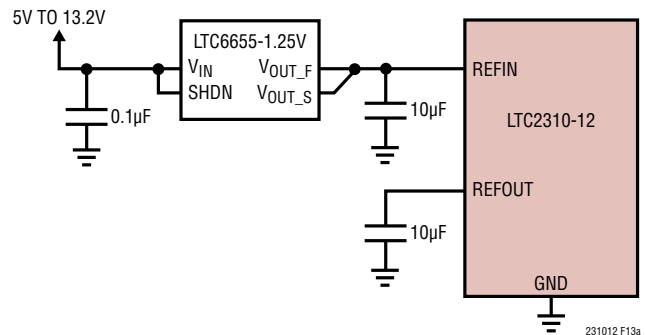 5V TO 13.2V
LTC6655-1.25V
VIN
VOUT_F
SHDN
VOUT_S
0.1µF
10µF
REFIN
LTC2310-12
REFOUT
10µF
GND
231012 F13a